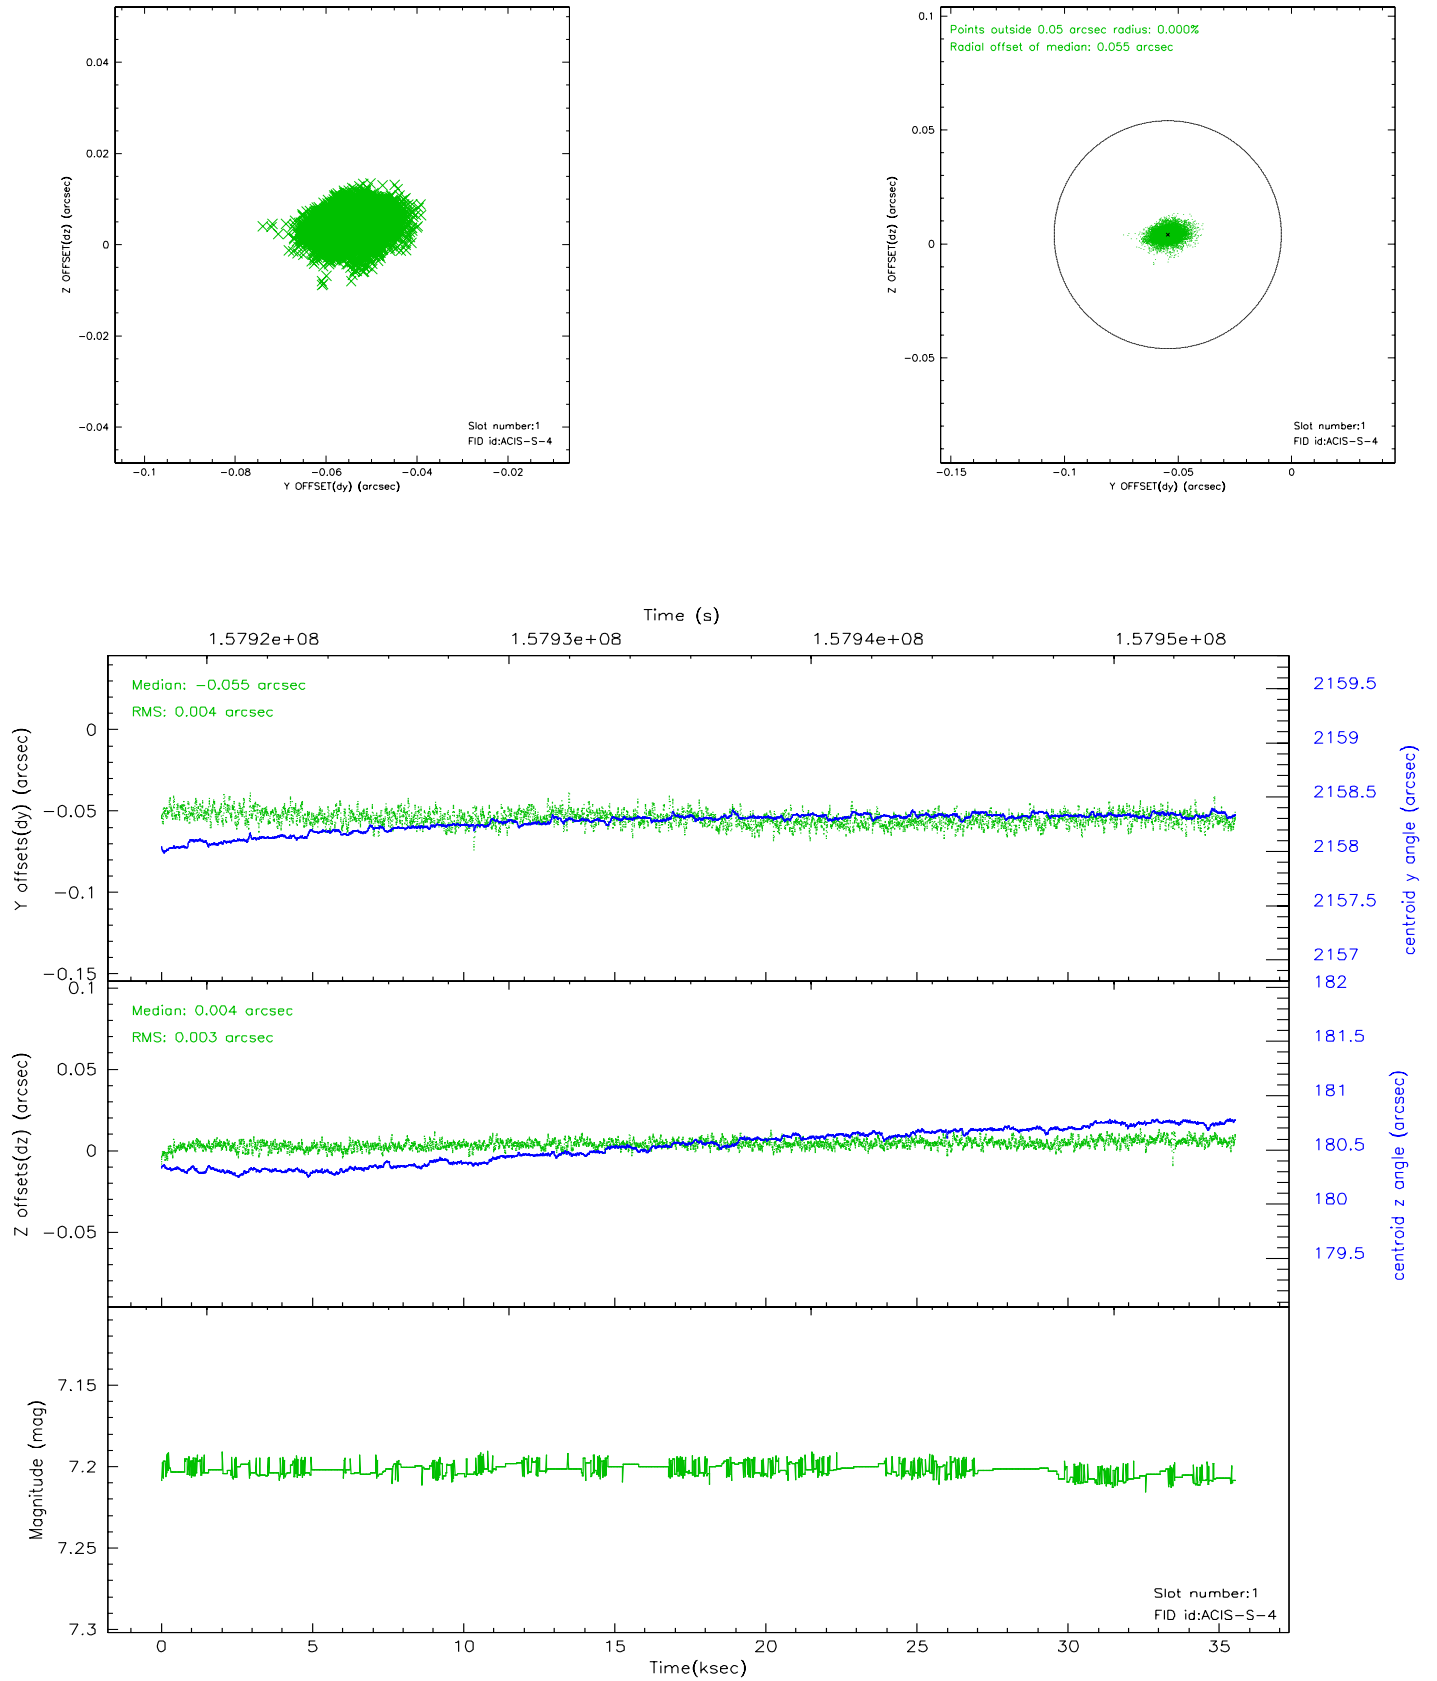 0.04
0.02
0
−0.02
−0.04
Z OFFSET(dz) (arcsec)
Slot number:1
FID id:ACIS−S−4
−0.1
−0.08
−0.06
−0.04
−0.02
Y OFFSET(dy) (arcsec)
Points outside 0.05 arcsec radius: 0.000%
Radial offset of median: 0.055 arcsec
0.1
0.05
0
−0.05
Z OFFSET(dz) (arcsec)
Slot number:1
FID id:ACIS−S−4
−0.15
−0.1
−0.05
0
Y OFFSET(dy) (arcsec)
Time (s)
1.5792e+08
1.5793e+08
1.5794e+08
1.5795e+08
Median: −0.055 arcsec
RMS: 0.004 arcsec
0
−0.05
−0.1
−0.15
Y offsets(dy) (arcsec)
2159.5
2159
2158.5
2158
2157.5
2157
centroid y angle (arcsec)
Median: 0.004 arcsec
RMS: 0.003 arcsec
0.1
0.05
0
−0.05
Z offsets(dz) (arcsec)
182
181.5
181
180.5
180
179.5
centroid z angle (arcsec)
7.15
7.2
7.25
7.3
Magnitude (mag)
Slot number:1
FID id:ACIS−S−4
0
5
10
15
20
25
30
35
Time(ksec)